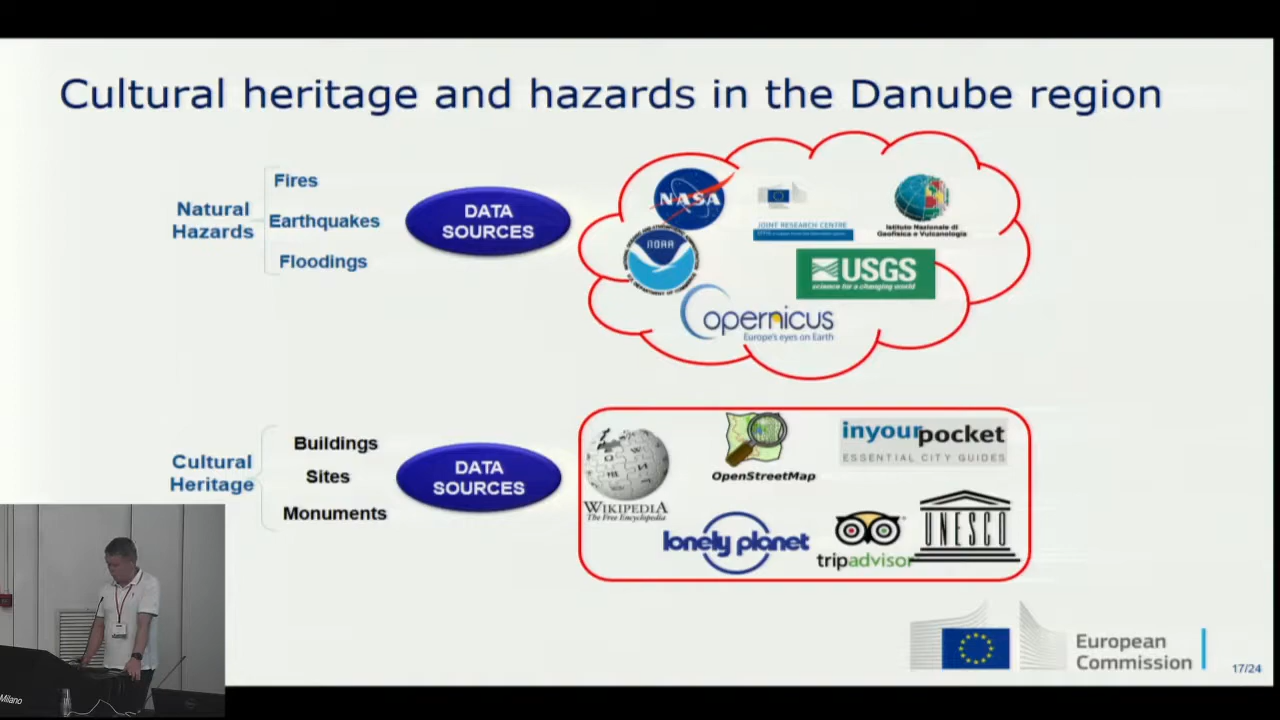 Cultural heritage and hazards in the Danube region
Natural
Hazards
Fires
Earthquakes
Floodings
DATA
SOURCES
NASA
JOINT RESEARCH CENTRE
Istituto Nazionale di
Geofisica e Vulcanologia
NOAA
USGS
science for a changing world
Copernicus
Europe's eyes on Earth
Cultural
Heritage
Buildings
Sites
Monuments
DATA
SOURCES
WIKIPEDIA
The Free Encyclopedia
OpenStreetMap
inyourpocket
ESSENTIAL CITY GUIDES
lonely planet
tripadvisor
UNESCO
European
Commission
17/24
Milano